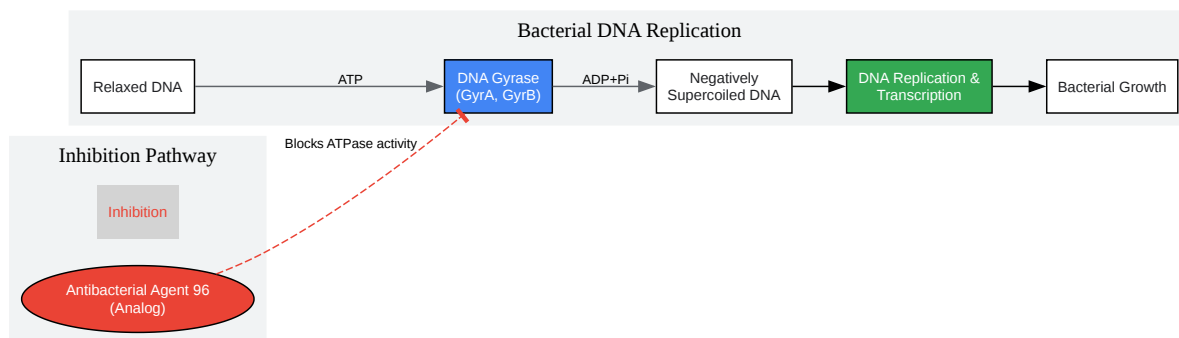 Bacterial DNA Replication
Relaxed DNA
ATP
DNA Gyrase
(GyrA, GyrB)
ADP+Pi
Negatively
Supercoiled DNA
DNA Replication &
Transcription
Bacterial Growth
Blocks ATPase activity
Inhibition Pathway
Inhibition
Antibacterial Agent 96
(Analog)